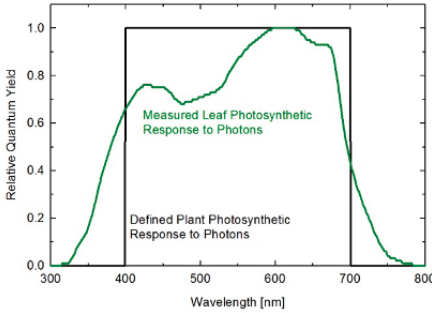 1.0
0.8
0.6
0.4
0.2
0.0
Relative Quantum Yield
Measured Leaf Photosynthetic
Response to Photons
Defined Plant Photosynthetic
Response to Photons
300 400 500 600 700 800
Wavelength [nm]